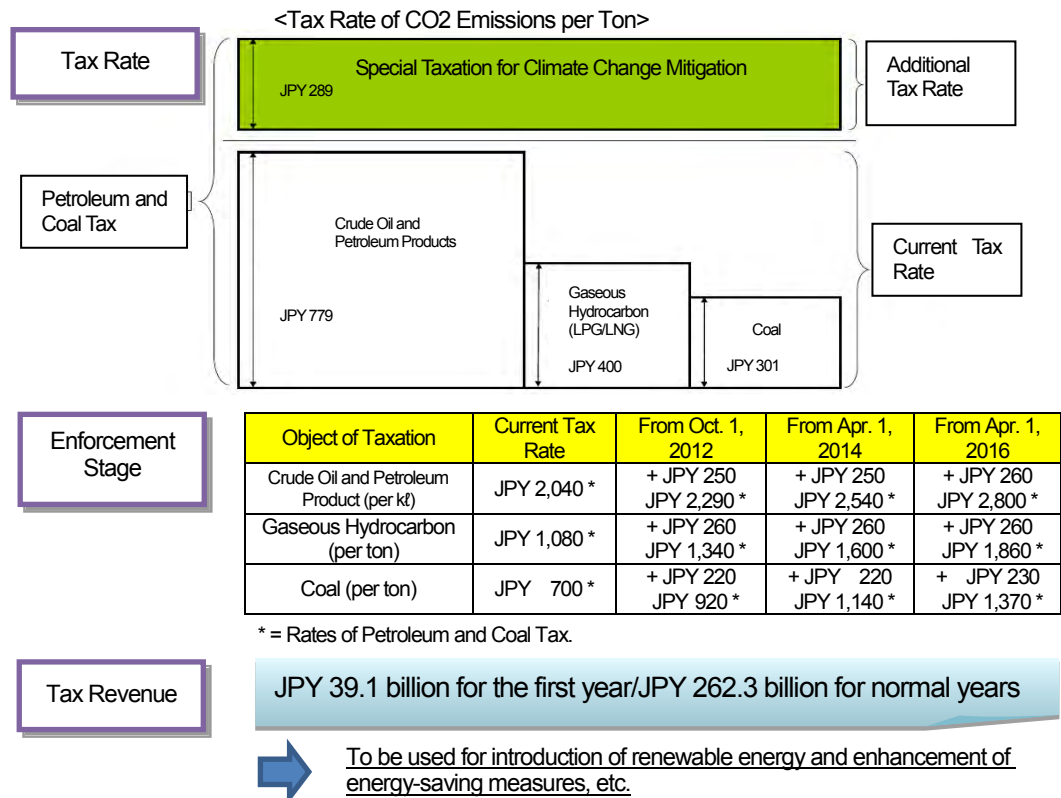 <Tax Rate of CO2 Emissions per Ton>
Tax Rate
Special Taxation for Climate Change Mitigation
JPY 289
Additional
Tax Rate
Petroleum and
Coal Tax
Crude Oil and
Petroleum Products
JPY 779
Gaseous
Hydrocarbon
(LPG/LNG)
JPY 400
Coal
JPY 301
Current Tax
Rate
Enforcement
Stage
Object of Taxation
Current Tax
Rate
From Oct. 1,
2012
From Apr. 1,
2014
From Apr. 1,
2016
Crude Oil and Petroleum
Product (per kℓ)
JPY 2,040 *
+ JPY 250
JPY 2,290 *
+ JPY 250
JPY 2,540 *
+ JPY 260
JPY 2,800 *
Gaseous Hydrocarbon
(per ton)
JPY 1,080 *
+ JPY 260
JPY 1,340 *
+ JPY 260
JPY 1,600 *
+ JPY 260
JPY 1,860 *
Coal (per ton)
JPY 700 *
+ JPY 220
JPY 920 *
+ JPY 220
JPY 1,140 *
+ JPY 230
JPY 1,370 *
* = Rates of Petroleum and Coal Tax.
Tax Revenue
JPY 39.1 billion for the first year/JPY 262.3 billion for normal years
To be used for introduction of renewable energy and enhancement of
energy-saving measures, etc.